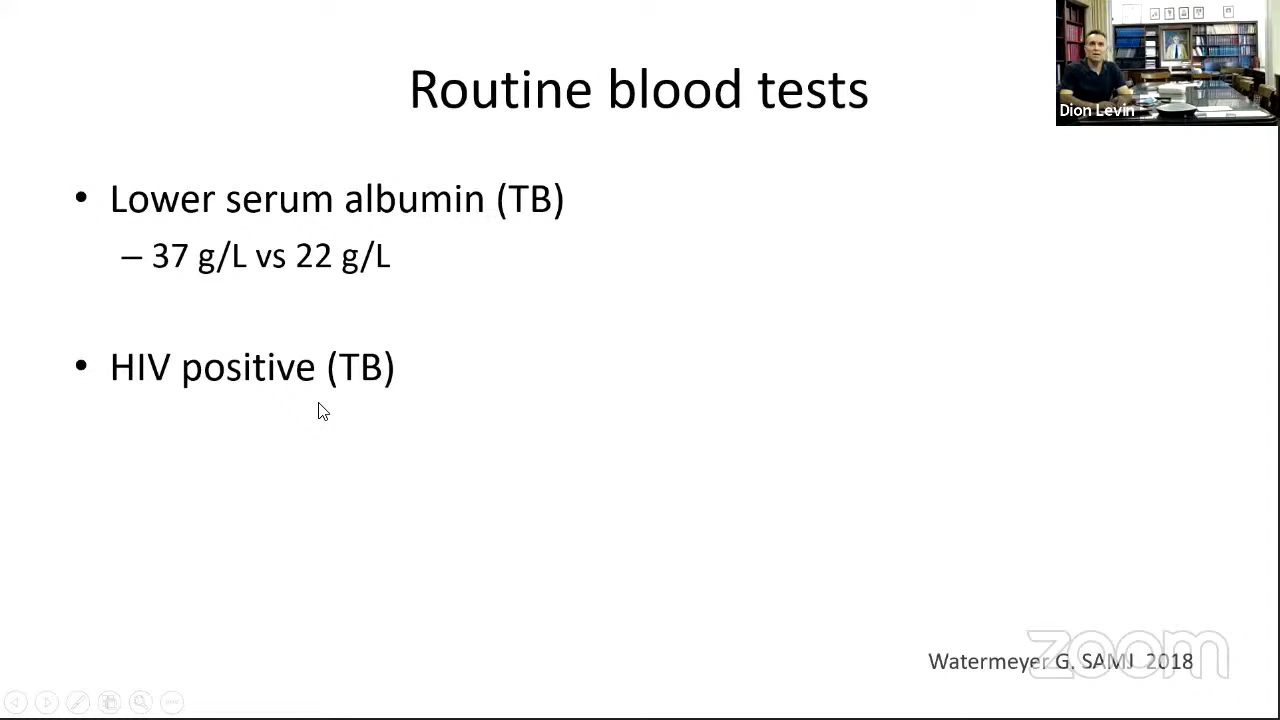 Routine blood tests
Dion Levin
• Lower serum albumin (TB)
– 37 g/L vs 22 g/L
• HIV positive (TB)
Watermeyer G. SAMJ 2018
zoom